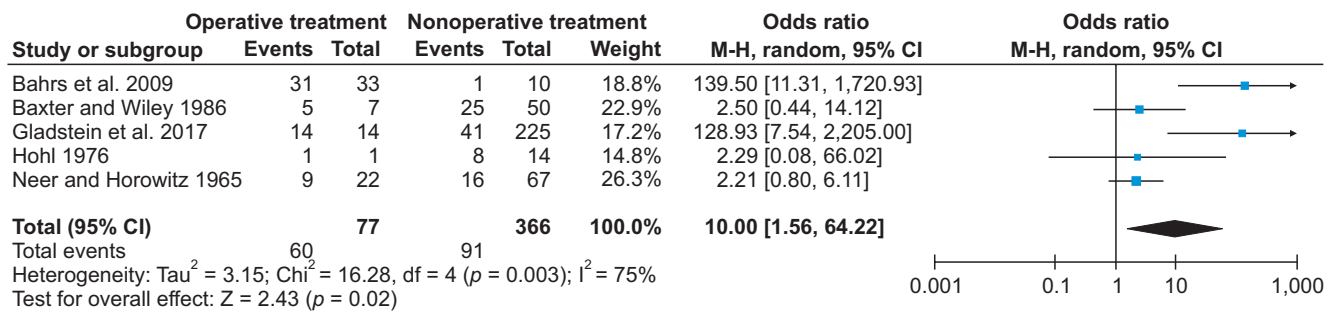 Operative treatment Nonoperative treatment Odds ratio Odds ratio
Study or subgroup Events Total Events Total Weight M-H, random, 95% CI M-H, random, 95% CI
Bahrs et al. 2009 31 33 1 10 18.8% 139.50 [11.31, 1,720.93]
Baxter and Wiley 1986 5 7 25 50 22.9% 2.50 [0.44, 14.12]
Gladstein et al. 2017 14 14 41 225 17.2% 128.93 [7.54, 2,205.00]
Hohl 1976 1 1 8 14 14.8% 2.29 [0.08, 66.02]
Neer and Horowitz 1965 9 22 16 67 26.3% 2.21 [0.80, 6.11]
Total (95% CI) 77 366 100.0% 10.00 [1.56, 64.22]
Total events 60 91
Heterogeneity: Tau² = 3.15; Chi² = 16.28, df = 4 (p = 0.003); I² = 75%
Test for overall effect: Z = 2.43 (p = 0.02)
0.001 0.1 1 10 1,000